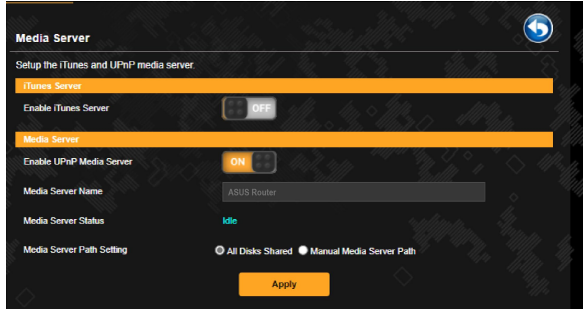 Media Server
Setup the iTunes and UPnP media server.
iTunes Server
Enable iTunes Server OFF
Media Server
Enable UPnP Media Server ON
Media Server Name ASUS Router
Media Server Status Idle
Media Server Path Setting All Disks Shared Manual Media Server Path
Apply